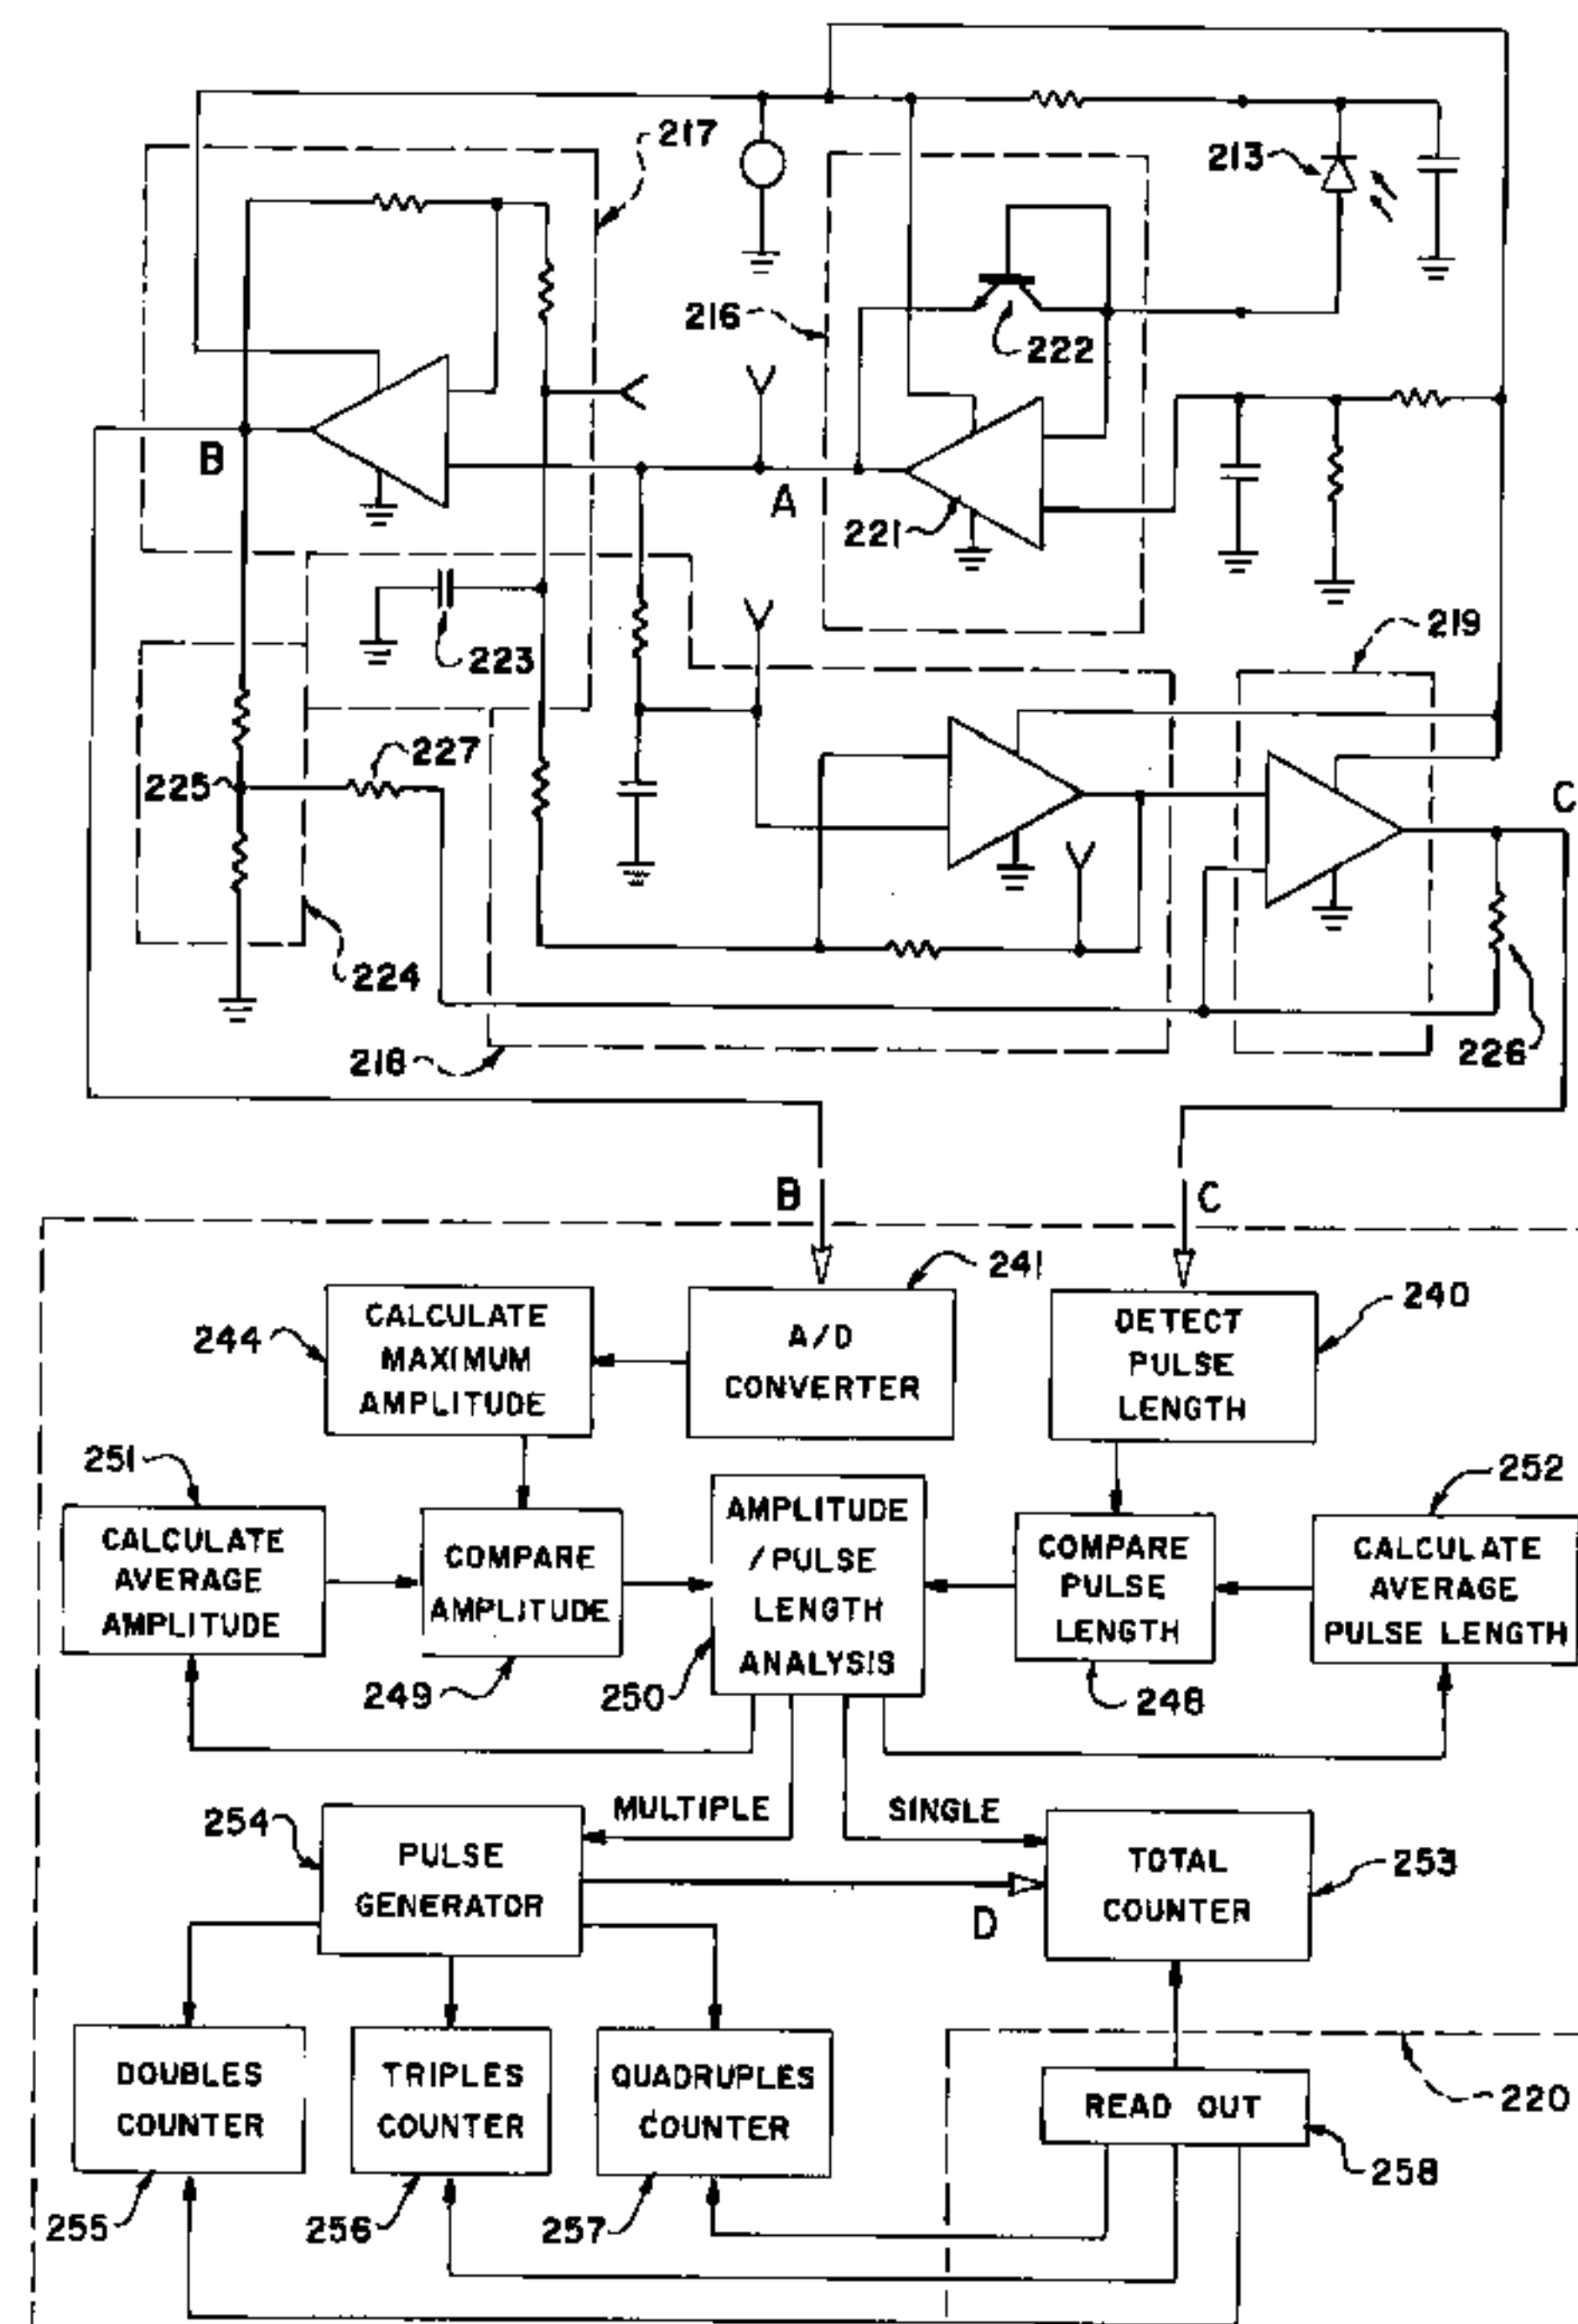 217
213
216
222
B
A
221
223
219
227
225
C
224
218
226
B
C
241
240
244
CALCULATE
MAXIMUM
AMPLITUDE
A/D
CONVERTER
DETECT
PULSE
LENGTH
251
252
CALCULATE
AVERAGE
AMPLITUDE
COMPARE
AMPLITUDE
AMPLITUDE
/PULSE
LENGTH
ANALYSIS
COMPARE
PULSE
LENGTH
CALCULATE
AVERAGE
PULSE LENGTH
249
250
248
254
MULTIPLE
SINGLE
PULSE
GENERATOR
TOTAL
COUNTER
253
D
DOUBLES
COUNTER
TRIPLES
COUNTER
QUADRUPLES
COUNTER
READ OUT
220
258
255
256
257